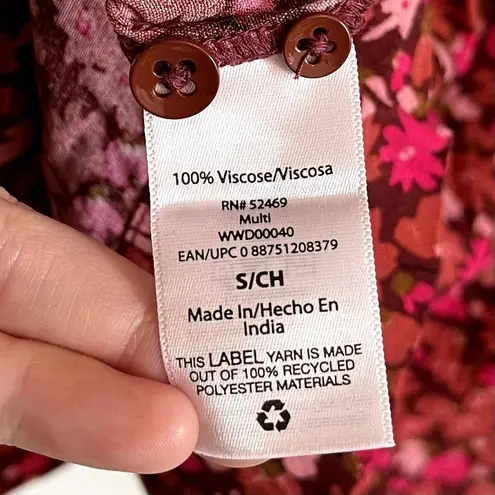 100% Viscose/Viscosa
RN# 52469
Multi
WWD00040
EAN/UPC 0 88751208379
S/CH
Made In/Hecho En
India
THIS LABEL YARN IS MADE
OUT OF 100% RECYCLED
POLYESTER MATERIALS